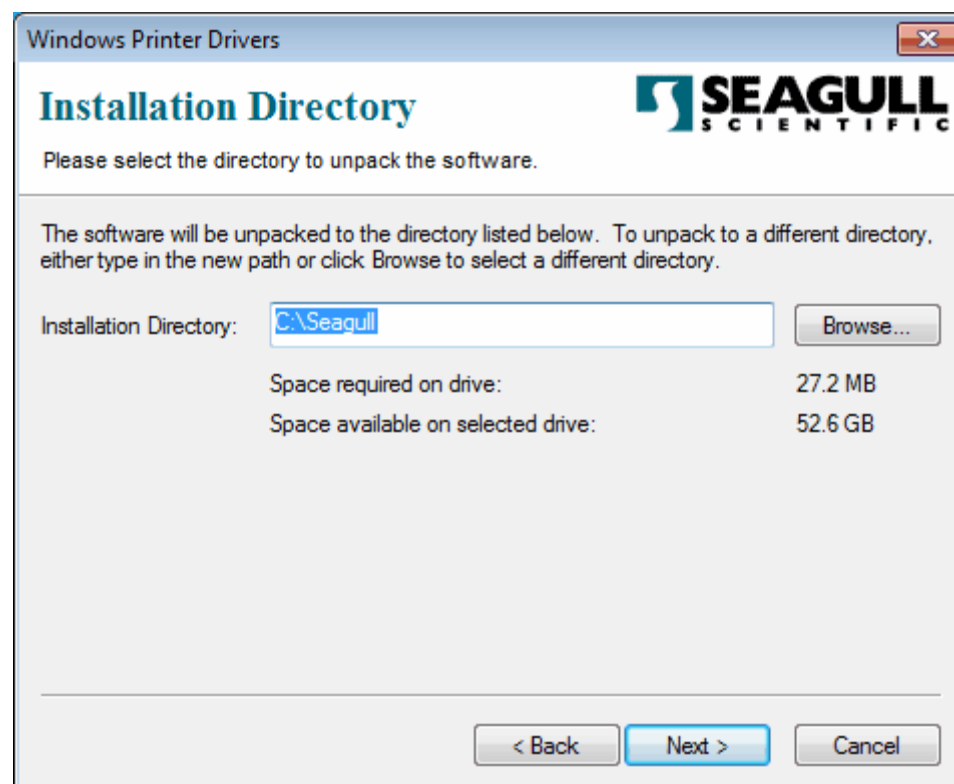 Windows Printer Drivers
Installation Directory
SEAGULL
SCIENTIFIC
Please select the directory to unpack the software.
The software will be unpacked to the directory listed below.  To unpack to a different directory,
either type in the new path or click Browse to select a different directory.
Installation Directory: C:\Seagull Browse...
Space required on drive: 27.2 MB
Space available on selected drive: 52.6 GB
< Back Next > Cancel